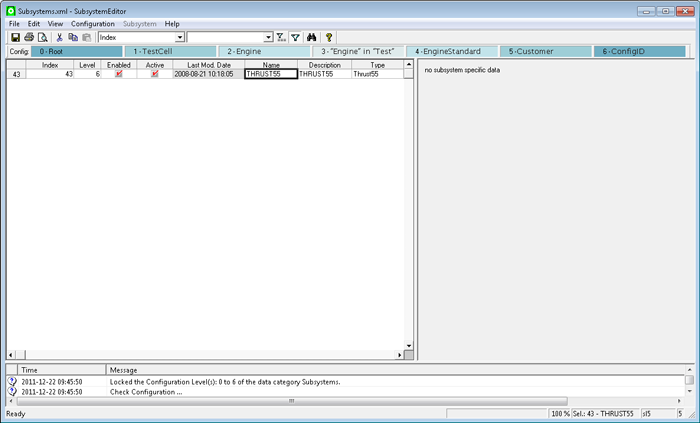 Subsystems.xml - SubsystemEditor
File Edit View Configuration Subsystem Help
Index
Config: 0 - Root 1 - TestCell 2 - Engine 3 - "Engine" in "Test" 4 - EngineStandard 5 - Customer 6 - ConfigID
Index Level Enabled Active Last Mod. Date Name Description Type
43 43 6 2008-08-21 10:18:05 THRUST55 THRUST55 Thrust55
no subsystem specific data
Time Message
2011-12-22 09:45:50 Locked the Configuration Level(s): 0 to 6 of the data category Subsystems.
2011-12-22 09:45:50 Check Configuration ...
Ready 100 % Sel.: 43 - THRUST55 sl5 5